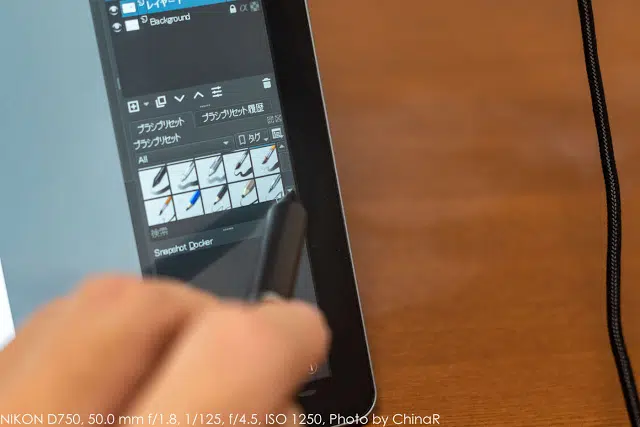 レイヤー 1
Background
ブラシプリセット
ブラシプリセット履歴
ブラシプリセット
タグ
All
検索
Snapshot Docker
NIKON D750, 50.0 mm f/1.8, 1/125, f/4.5, ISO 1250, Photo by ChinaR